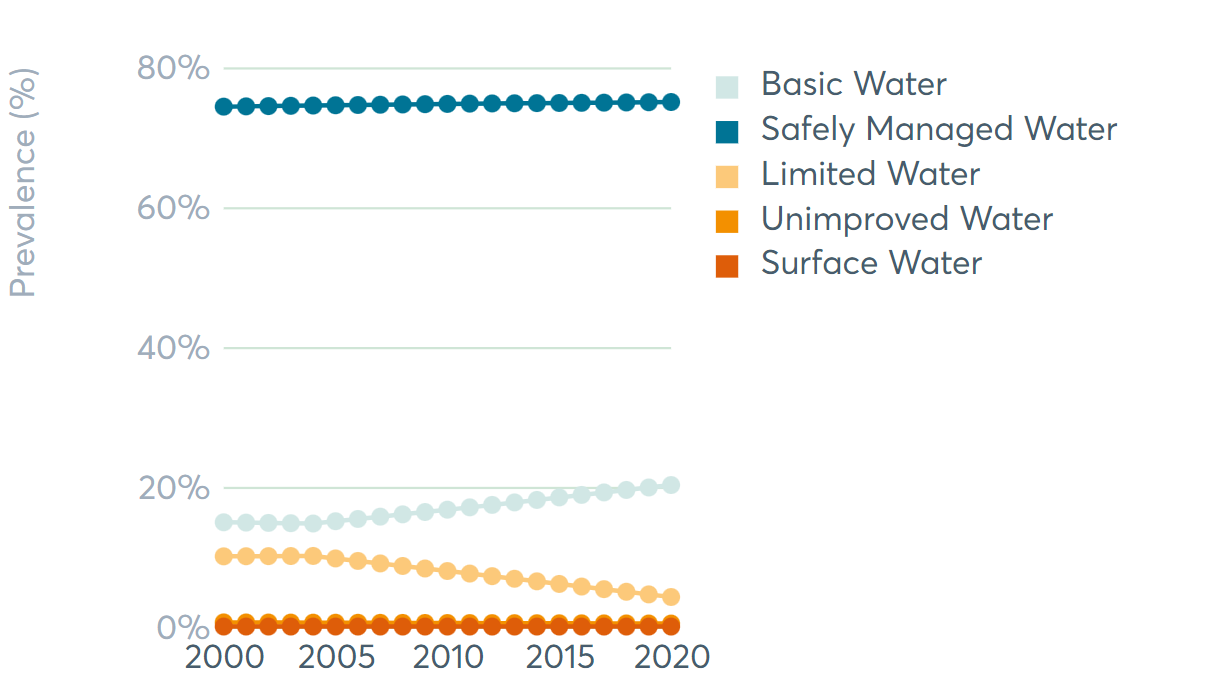 Prevalence (%)
80%
60%
40%
20%
0%
2000 2005 2010 2015 2020
Basic Water
Safely Managed Water
Limited Water
Unimproved Water
Surface Water